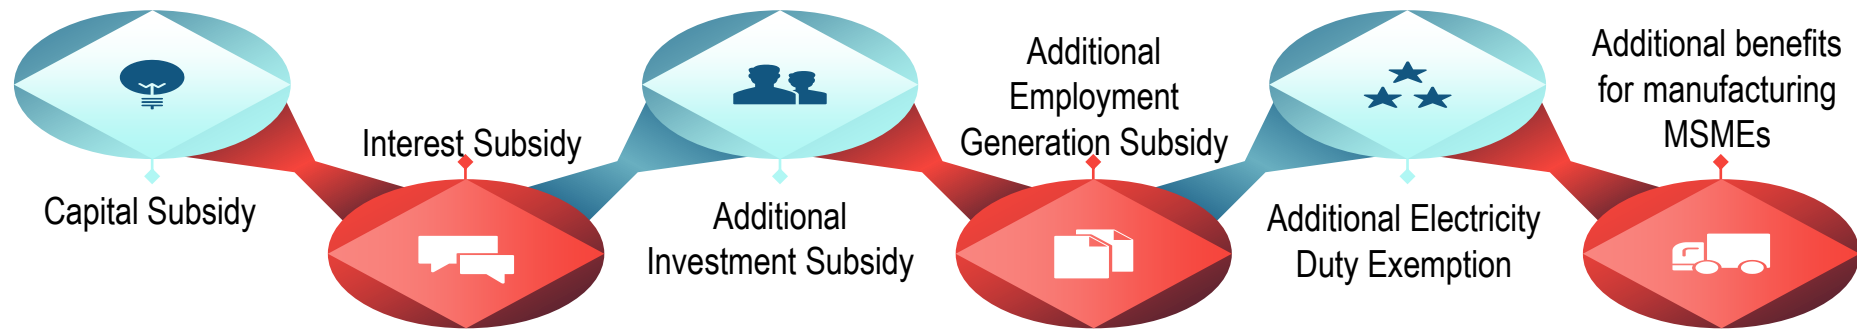 Capital Subsidy
Interest Subsidy
Additional
Investment Subsidy
Additional
Employment
Generation Subsidy
Additional Electricity
Duty Exemption
Additional benefits
for manufacturing
MSMEs